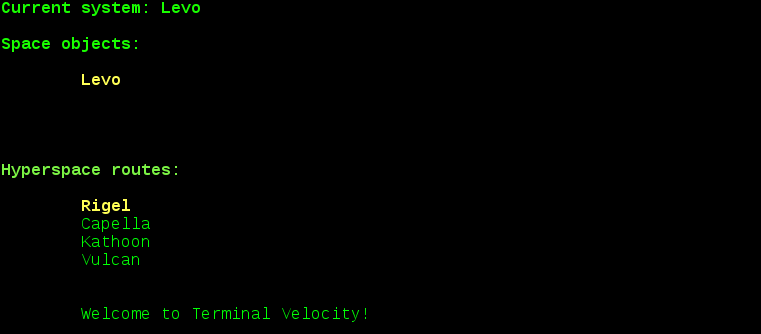 Current system: Levo
Space objects:
Levo
Hyperspace routes:
Rigel
Capella
Kathoon
Vulcan
Welcome to Terminal Velocity!